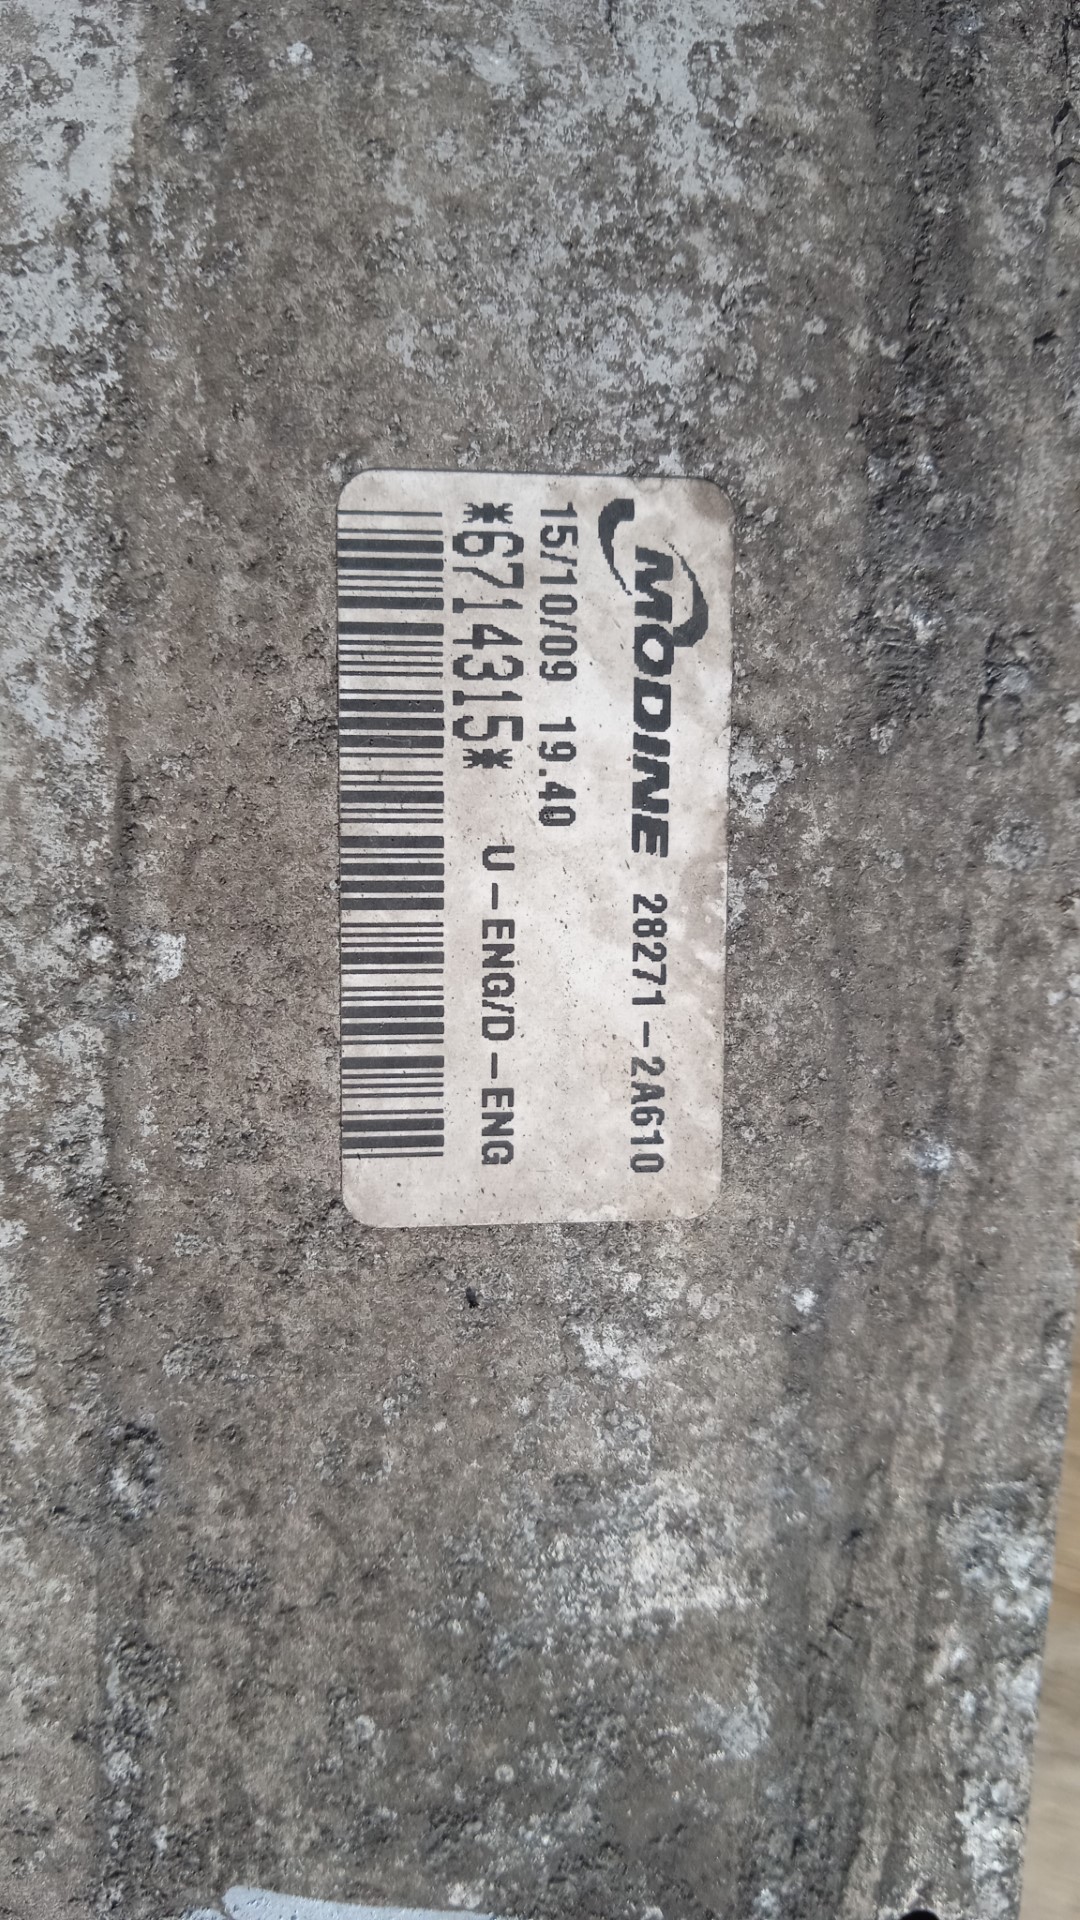 MODINE 28271-2A610
15/10/09 19.40
*6714315* U-ENG/D-ENG